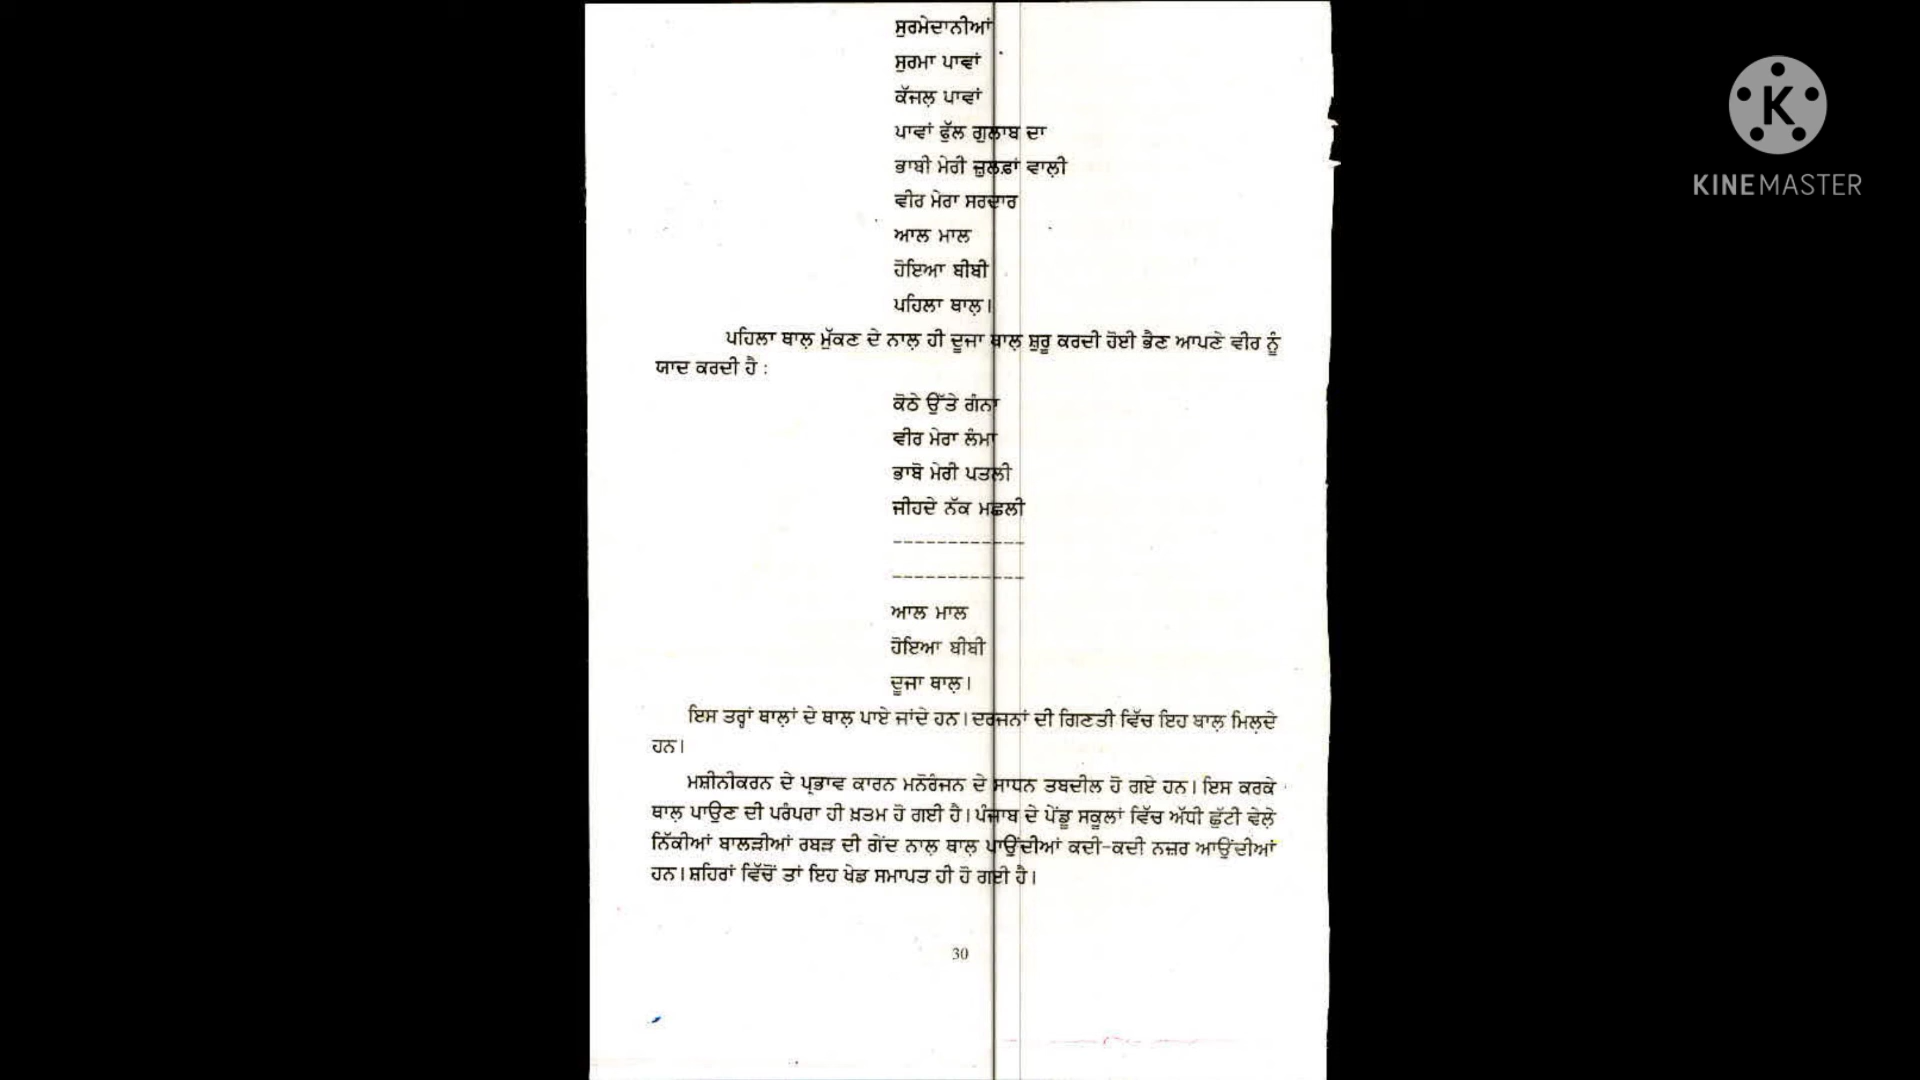 ਸੁਰਮੇਦਾਨੀਆਂ
ਸੁਰਮਾ ਪਾਵਾਂ
ਕੱਜਲ਼ ਪਾਵਾਂ
ਪਾਵਾਂ ਫੁੱਲ ਗੁਲਾਬ ਦਾ
ਭਾਬੀ ਮੇਰੀ ਜ਼ੁਲਫ਼ਾਂ ਵਾਲ਼ੀ
ਵੀਰ ਮੇਰਾ ਸਰਦਾਰ
ਆਲ ਮਾਲ
ਹੋਇਆ ਬੀਬੀ
ਪਹਿਲਾ ਥਾਲ਼।
ਪਹਿਲਾ ਥਾਲ਼ ਮੁੱਕਣ ਦੇ ਨਾਲ਼ ਹੀ ਦੂਜਾ ਥਾਲ਼ ਸ਼ੁਰੂ ਕਰਦੀ ਹੋਈ ਭੈਣ ਆਪਣੇ ਵੀਰ ਨੂੰ
ਯਾਦ ਕਰਦੀ ਹੈ :
ਕੋਠੇ ਉੱਤੇ ਗੰਨਾ
ਵੀਰ ਮੇਰਾ ਲੰਮਾ
ਭਾਬੋ ਮੇਰੀ ਪਤਲੀ
ਜੀਹਦੇ ਨੱਕ ਮਛਲੀ
------------
------------
ਆਲ ਮਾਲ
ਹੋਇਆ ਬੀਬੀ
ਦੂਜਾ ਥਾਲ਼।
ਇਸ ਤਰ੍ਹਾਂ ਥਾਲ਼ਾਂ ਦੇ ਥਾਲ਼ ਪਾਏ ਜਾਂਦੇ ਹਨ। ਦਰਜਨਾਂ ਦੀ ਗਿਣਤੀ ਵਿੱਚ ਇਹ ਥਾਲ਼ ਮਿਲ਼ਦੇ
ਹਨ।
ਮਸ਼ੀਨੀਕਰਨ ਦੇ ਪ੍ਰਭਾਵ ਕਾਰਨ ਮਨੋਰੰਜਨ ਦੇ ਸਾਧਨ ਤਬਦੀਲ ਹੋ ਗਏ ਹਨ। ਇਸ ਕਰਕੇ
ਥਾਲ਼ ਪਾਉਣ ਦੀ ਪਰੰਪਰਾ ਹੀ ਖ਼ਤਮ ਹੋ ਗਈ ਹੈ। ਪੰਜਾਬ ਦੇ ਪੇਂਡੂ ਸਕੂਲਾਂ ਵਿੱਚ ਅੱਧੀ ਛੁੱਟੀ ਵੇਲ਼ੇ
ਨਿੱਕੀਆਂ ਬਾਲੜੀਆਂ ਰਬੜ ਦੀ ਗੇਂਦ ਨਾਲ਼ ਥਾਲ਼ ਪਾਉਂਦੀਆਂ ਕਦੀ-ਕਦੀ ਨਜ਼ਰ ਆਉਂਦੀਆਂ
ਹਨ। ਸ਼ਹਿਰਾਂ ਵਿੱਚੋਂ ਤਾਂ ਇਹ ਖੇਡ ਸਮਾਪਤ ਹੀ ਹੋ ਗਈ ਹੈ।
30
K
KINEMASTER